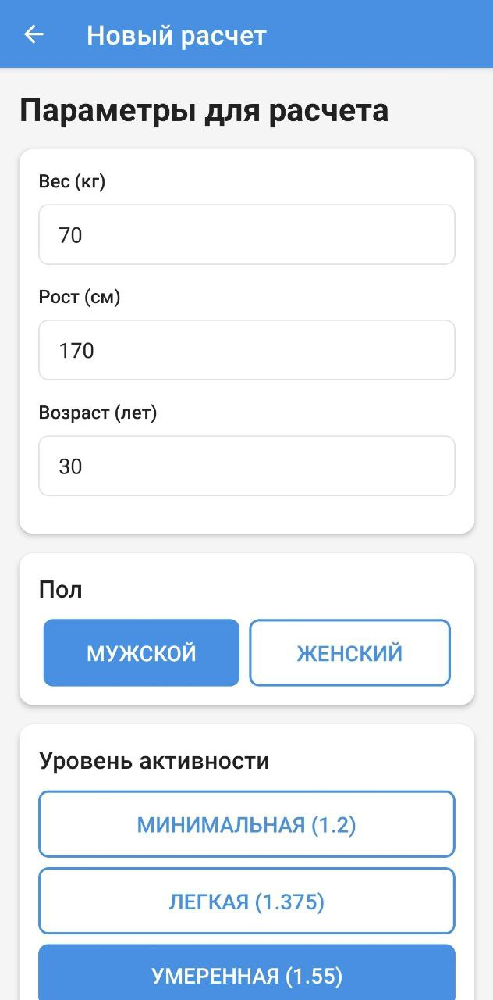 Новый расчет
Параметры для расчета
Вес (кг)
70
Рост (см)
170
Возраст (лет)
30
Пол
МУЖСКОЙ
ЖЕНСКИЙ
Уровень активности
МИНИМАЛЬНАЯ (1.2)
ЛЕГКАЯ (1.375)
УМЕРЕННАЯ (1.55)